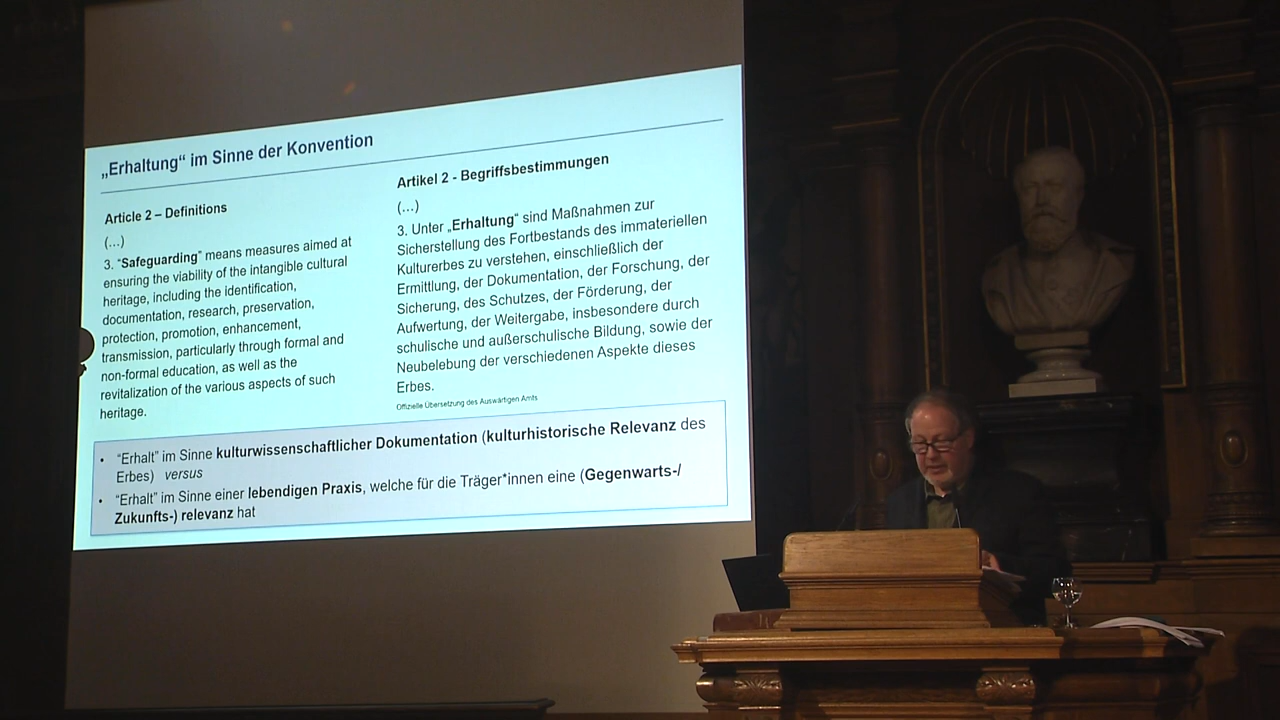 „Erhaltung“ im Sinne der Konvention
Article 2 – Definitions
(…)
3. “Safeguarding” means measures aimed at
ensuring the viability of the intangible cultural
heritage, including the identification,
documentation, research, preservation,
protection, promotion, enhancement,
transmission, particularly through formal and
non-formal education, as well as the
revitalization of the various aspects of such
heritage.
Artikel 2 - Begriffsbestimmungen
(…)
3. Unter „Erhaltung“ sind Maßnahmen zur
Sicherstellung des Fortbestands des immateriellen
Kulturerbes zu verstehen, einschließlich der
Ermittlung, der Dokumentation, der Forschung, der
Sicherung, des Schutzes, der Förderung, der
Aufwertung, der Weitergabe, insbesondere durch
schulische und außerschulische Bildung, sowie der
Neubelebung der verschiedenen Aspekte dieses
Erbes.
Offizielle Übersetzung des Auswärtigen Amts
• “Erhalt” im Sinne kulturwissenschaftlicher Dokumentation (kulturhistorische Relevanz des
Erbes) versus
• “Erhalt” im Sinne einer lebendigen Praxis, welche für die Träger*innen eine (Gegenwarts-/
Zukunfts-) relevanz hat